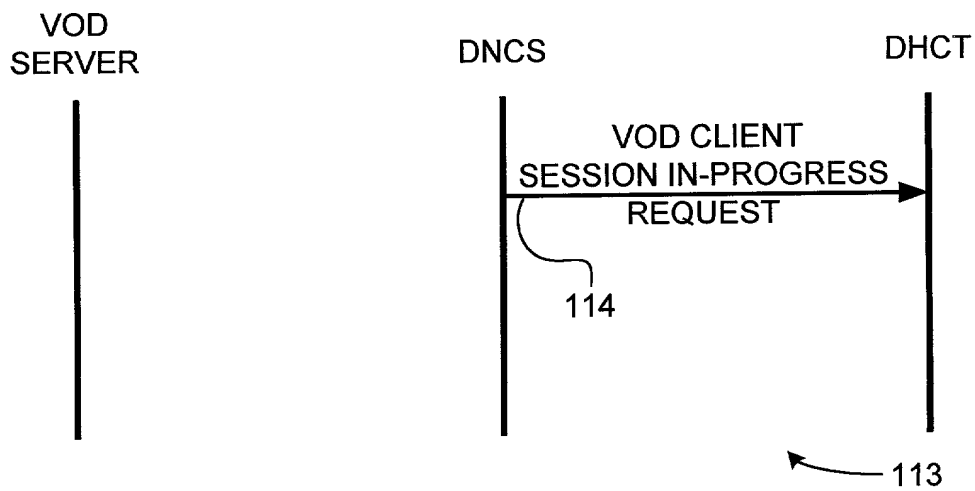 VOD
SERVER
DNCS
DHCT
VOD CLIENT
SESSION IN-PROGRESS
REQUEST
114
113